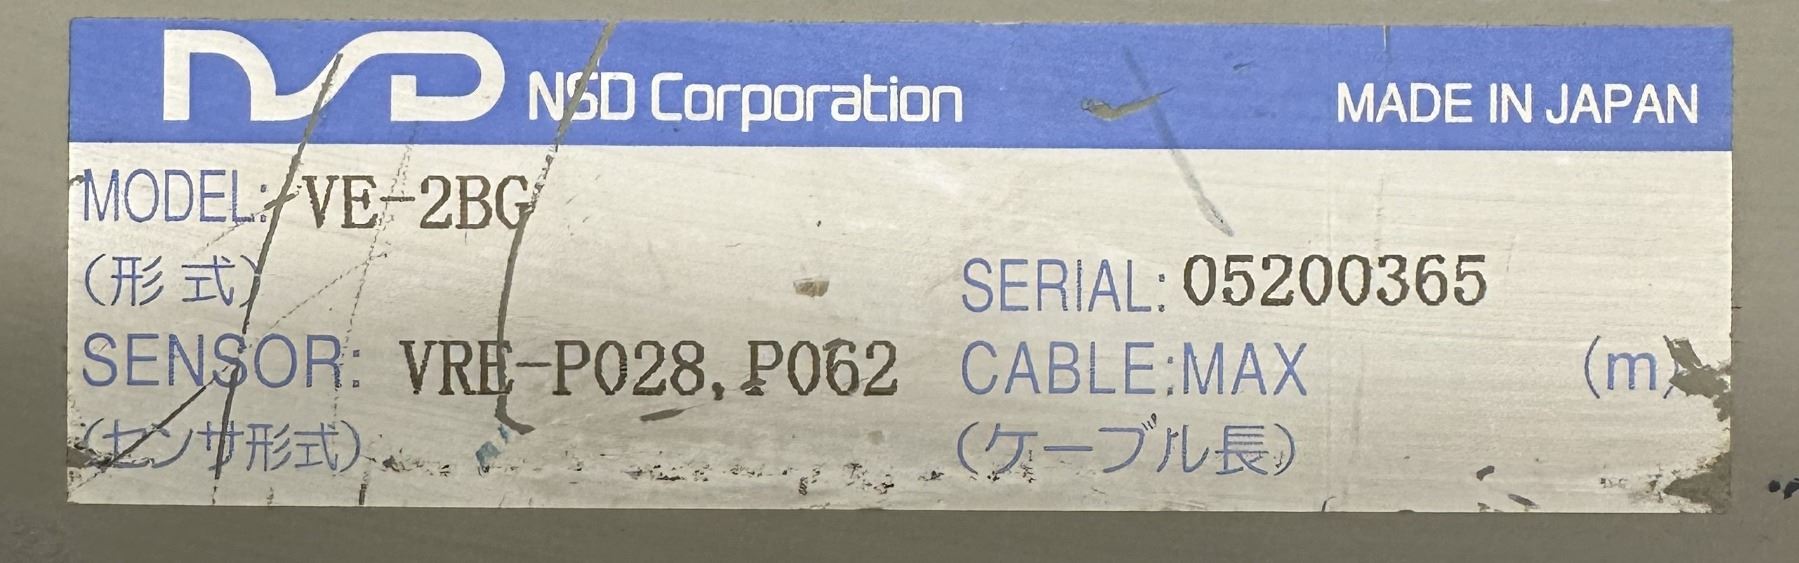 NSD NSD Corporation MADE IN JAPAN
MODEL: VE-2BG
(形式)
SERIAL: 05200365
SENSOR: VRE-P028, P062
CABLE:MAX (m)
(センサ形式)
(ケーブル長)